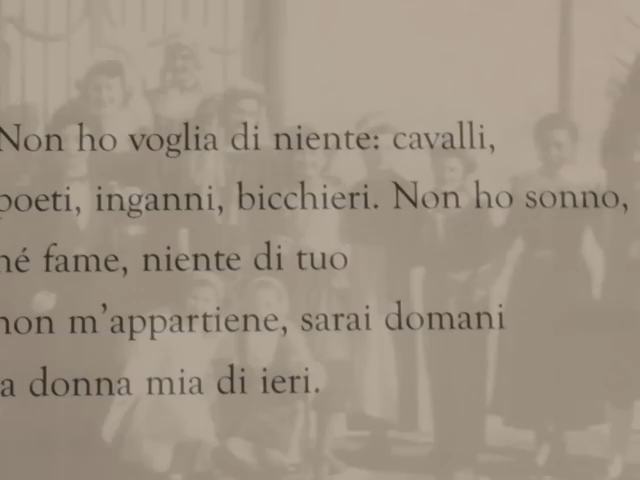 Non ho voglia di niente: cavalli,
poeti, inganni, bicchieri. Non ho sonno,
né fame, niente di tuo
non m'appartiene, sarai domani
a donna mia di ieri.